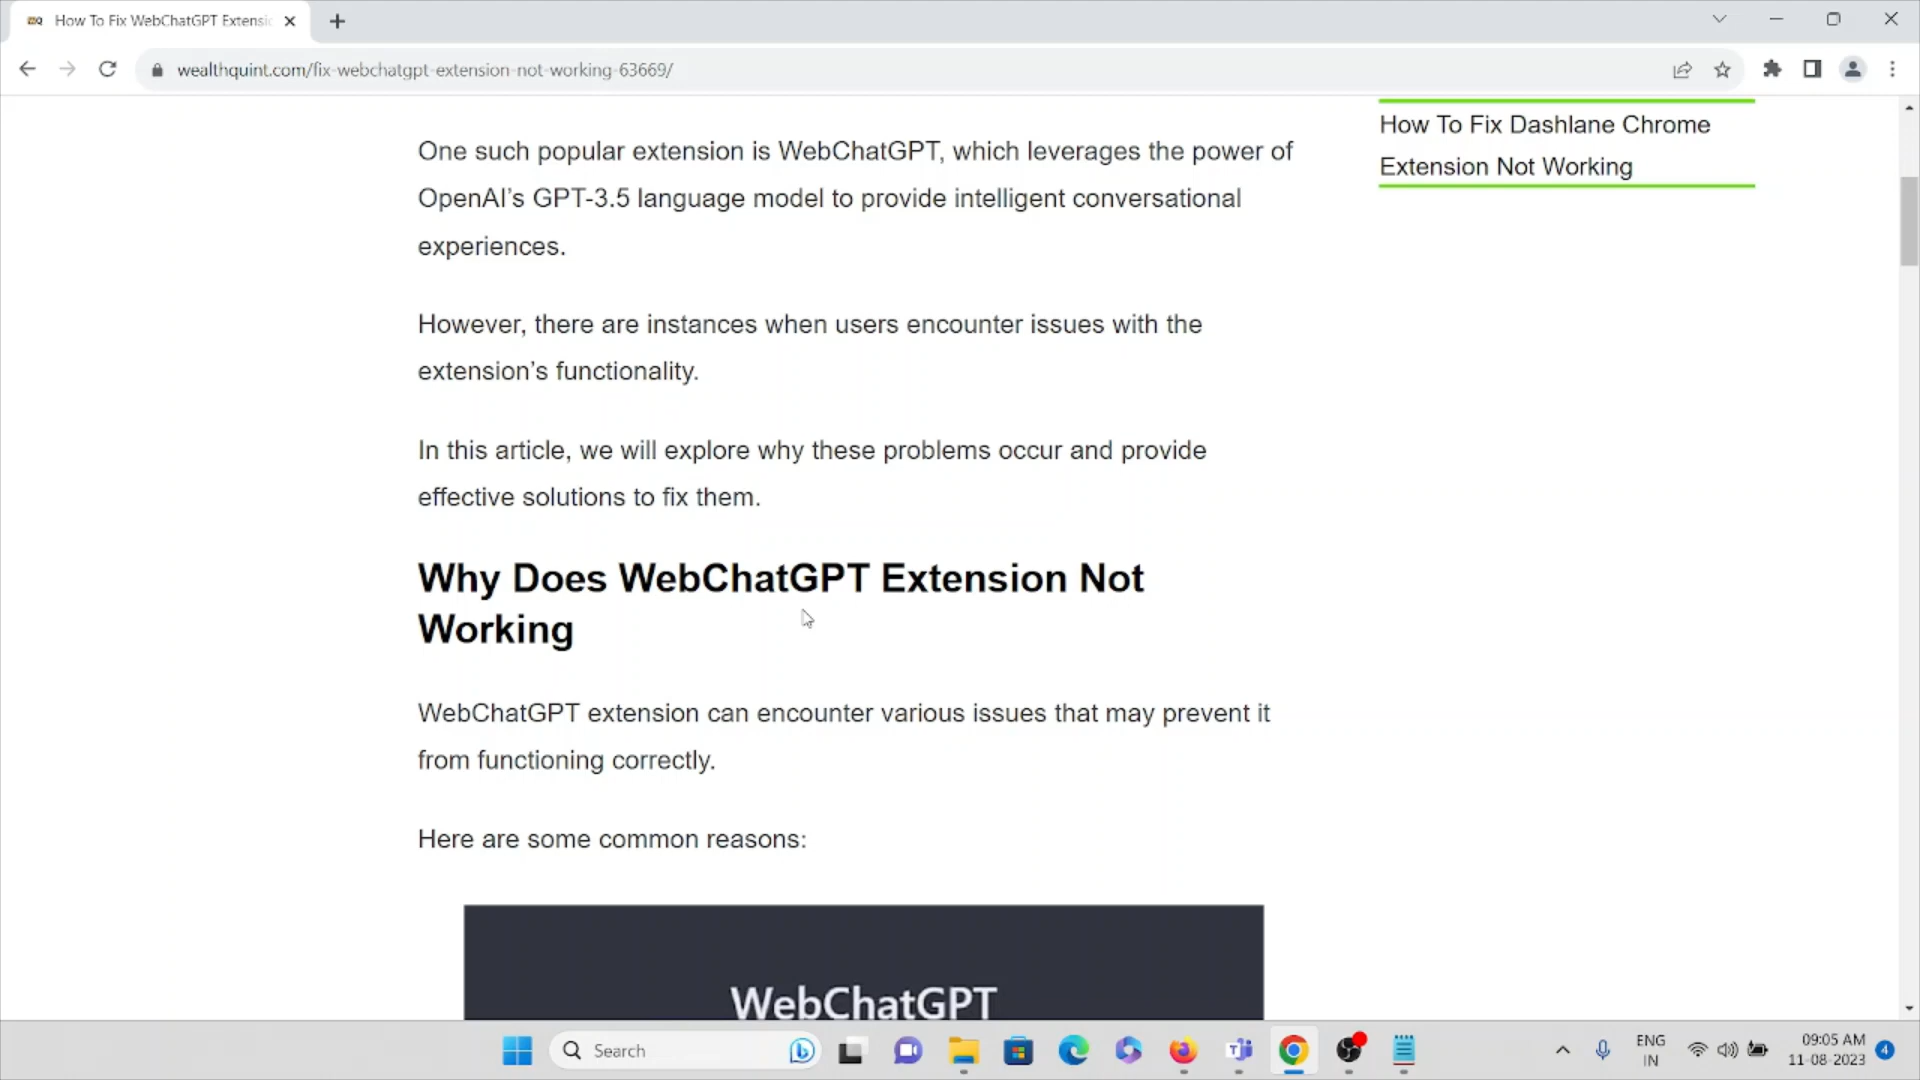 How To Fix WebChatGPT Extensi
wealthquint.com/fix-webchatgpt-extension-not-working-63669/
One such popular extension is WebChatGPT, which leverages the power of
OpenAI’s GPT-3.5 language model to provide intelligent conversational
experiences.
However, there are instances when users encounter issues with the
extension’s functionality.
In this article, we will explore why these problems occur and provide
effective solutions to fix them.
Why Does WebChatGPT Extension Not
Working
WebChatGPT extension can encounter various issues that may prevent it
from functioning correctly.
Here are some common reasons:
WebChatGPT
How To Fix Dashlane Chrome
Extension Not Working
Search
ENG
IN
09:05 AM
11-08-2023
4